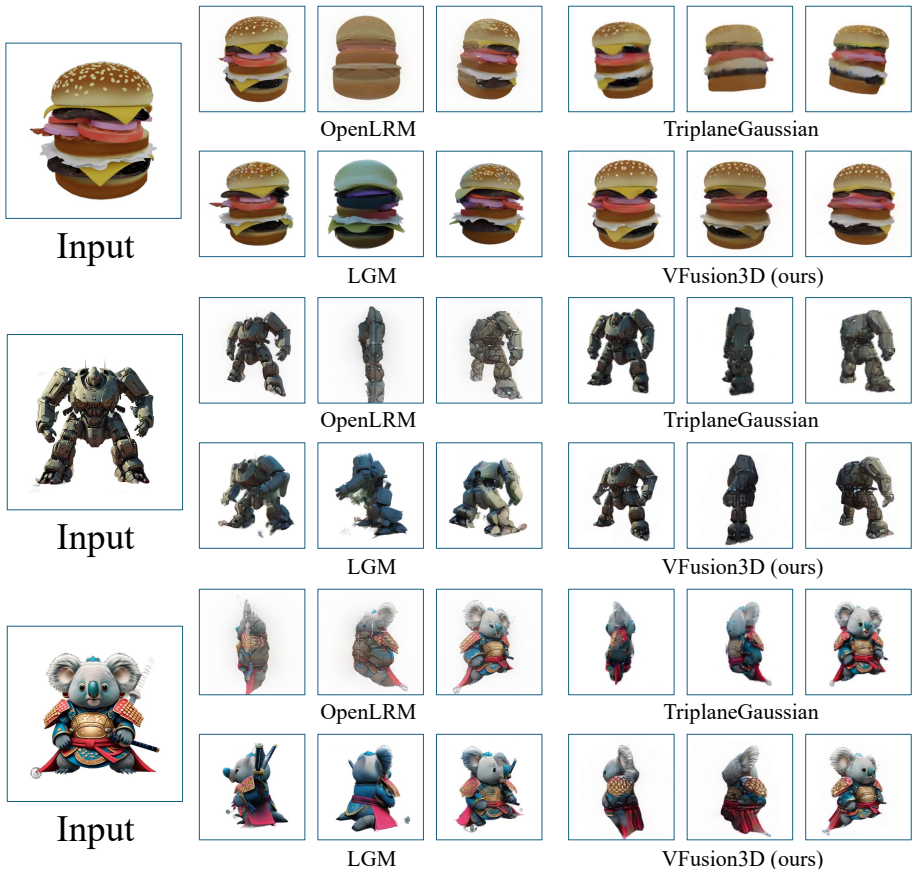 OpenLRM
TriplaneGaussian
Input
LGM
VFusion3D (ours)
OpenLRM
TriplaneGaussian
Input
LGM
VFusion3D (ours)
OpenLRM
TriplaneGaussian
Input
LGM
VFusion3D (ours)